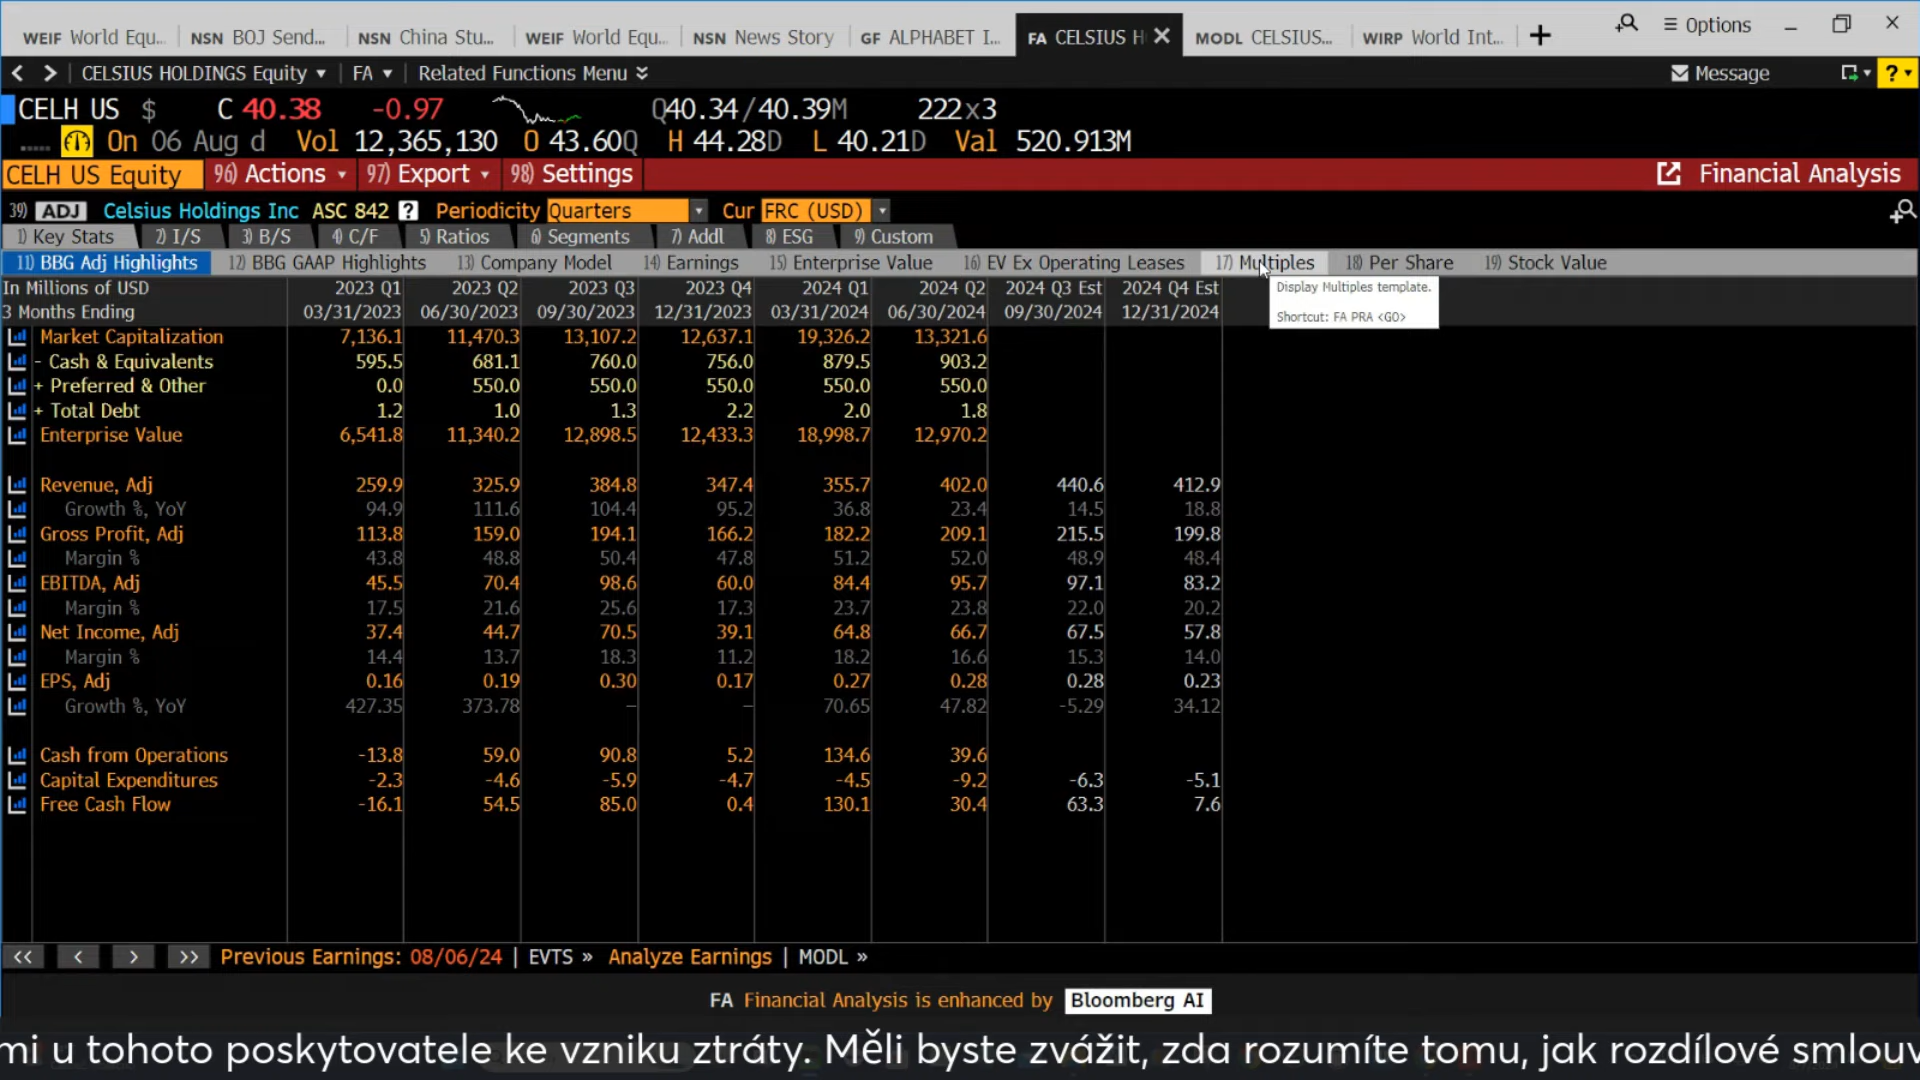 WEIF World Equ... NSN BOJ Send... NSN China Stu... WEIF World Equ... NSN News Story GF ALPHABET I... FA CELSIUS H MODL CELSIUS... WIRP World Int... + Options
CELSIUS HOLDINGS Equity FA Related Functions Menu Message ?
CELH US $ C 40.38 -0.97 Q40.34/40.39M 222x3
On 06 Aug d Vol 12,365,130 O 43.60Q H 44.28D L 40.21D Val 520.913M
CELH US Equity 96) Actions 97) Export 98) Settings Financial Analysis
39) ADJ Celsius Holdings Inc ASC 842 ? Periodicity Quarters Cur FRC (USD)
1) Key Stats 2) I/S 3) B/S 4) C/F 5) Ratios 6) Segments 7) Addl 8) ESG 9) Custom
11) BBG Adj Highlights 12) BBG GAAP Highlights 13) Company Model 14) Earnings 15) Enterprise Value 16) EV Ex Operating Leases 17) Multiples 18) Per Share 19) Stock Value
In Millions of USD 2023 Q1 2023 Q2 2023 Q3 2023 Q4 2024 Q1 2024 Q2 2024 Q3 Est 2024 Q4 Est
Display Multiples template.
3 Months Ending 03/31/2023 06/30/2023 09/30/2023 12/31/2023 03/31/2024 06/30/2024 09/30/2024 12/31/2024
Shortcut: FA PRA <GO>
Market Capitalization 7,136.1 11,470.3 13,107.2 12,637.1 19,326.2 13,321.6
- Cash & Equivalents 595.5 681.1 760.0 756.0 879.5 903.2
+ Preferred & Other 0.0 550.0 550.0 550.0 550.0 550.0
+ Total Debt 1.2 1.0 1.3 2.2 2.0 1.8
Enterprise Value 6,541.8 11,340.2 12,898.5 12,433.3 18,998.7 12,970.2
Revenue, Adj 259.9 325.9 384.8 347.4 355.7 402.0 440.6 412.9
Growth %, YoY 94.9 111.6 104.4 95.2 36.8 23.4 14.5 18.8
Gross Profit, Adj 113.8 159.0 194.1 166.2 182.2 209.1 215.5 199.8
Margin % 43.8 48.8 50.4 47.8 51.2 52.0 48.9 48.4
EBITDA, Adj 45.5 70.4 98.6 60.0 84.4 95.7 97.1 83.2
Margin % 17.5 21.6 25.6 17.3 23.7 23.8 22.0 20.2
Net Income, Adj 37.4 44.7 70.5 39.1 64.8 66.7 67.5 57.8
Margin % 14.4 13.7 18.3 11.2 18.2 16.6 15.3 14.0
EPS, Adj 0.16 0.19 0.30 0.17 0.27 0.28 0.28 0.23
Growth %, YoY 427.35 373.78 – – 70.65 47.82 -5.29 34.12
Cash from Operations -13.8 59.0 90.8 5.2 134.6 39.6
Capital Expenditures -2.3 -4.6 -5.9 -4.7 -4.5 -9.2 -6.3 -5.1
Free Cash Flow -16.1 54.5 85.0 0.4 130.1 30.4 63.3 7.6
<< < > >> Previous Earnings: 08/06/24 | EVTS » Analyze Earnings | MODL »
FA Financial Analysis is enhanced by Bloomberg AI
mi u tohoto poskytovatele ke vzniku ztráty. Měli byste zvážit, zda rozumíte tomu, jak rozdílové smlouv